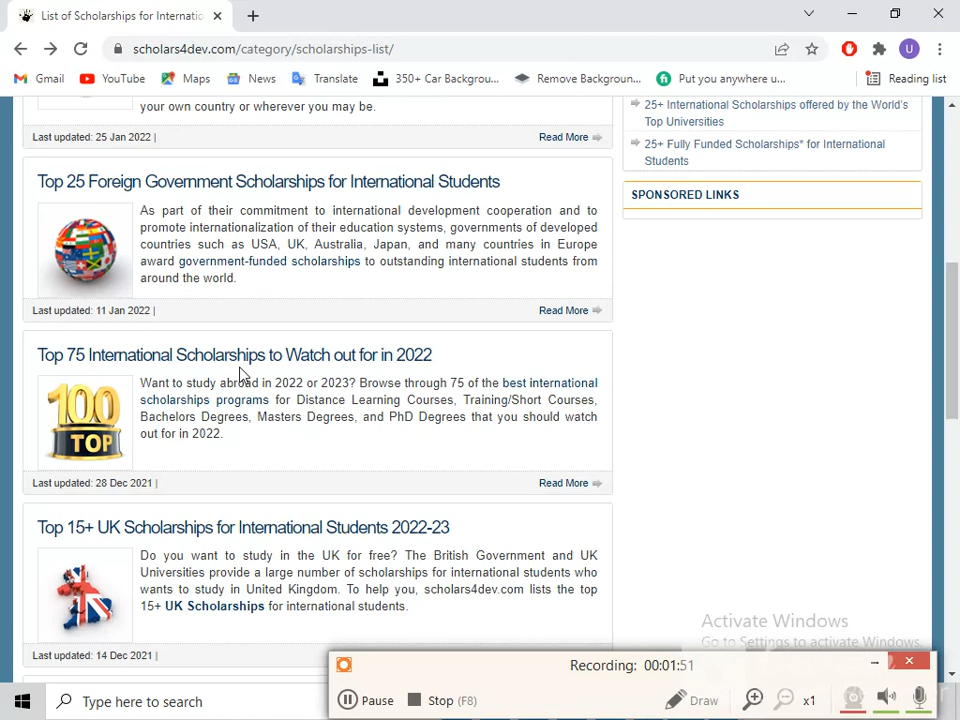 List of Scholarships for Internatio
scholars4dev.com/category/scholarships-list/
U
Gmail
YouTube
Maps
News
Translate
350+ Car Backgrou...
Remove Backgroun...
Put you anywhere u...
Reading list
your own country or wherever you may be.
Last updated: 25 Jan 2022 |
Read More
25+ International Scholarships offered by the World's
Top Universities
25+ Fully Funded Scholarships* for International
Students
SPONSORED LINKS
Top 25 Foreign Government Scholarships for International Students
As part of their commitment to international development cooperation and to
promote internationalization of their education systems, governments of developed
countries such as USA, UK, Australia, Japan, and many countries in Europe
award government-funded scholarships to outstanding international students from
around the world.
Last updated: 11 Jan 2022 |
Read More
Top 75 International Scholarships to Watch out for in 2022
100
TOP
Want to study abroad in 2022 or 2023? Browse through 75 of the best international
scholarships programs for Distance Learning Courses, Training/Short Courses,
Bachelors Degrees, Masters Degrees, and PhD Degrees that you should watch
out for in 2022.
Last updated: 28 Dec 2021 |
Read More
Top 15+ UK Scholarships for International Students 2022-23
Do you want to study in the UK for free? The British Government and UK
Universities provide a large number of scholarships for international students who
wants to study in United Kingdom. To help you, scholars4dev.com lists the top
15+ UK Scholarships for international students.
Last updated: 14 Dec 2021 |
Activate Windows
Go to Settings to activate Windows.
Recording: 00:01:51
Pause
Stop (F8)
Draw
x1
Type here to search